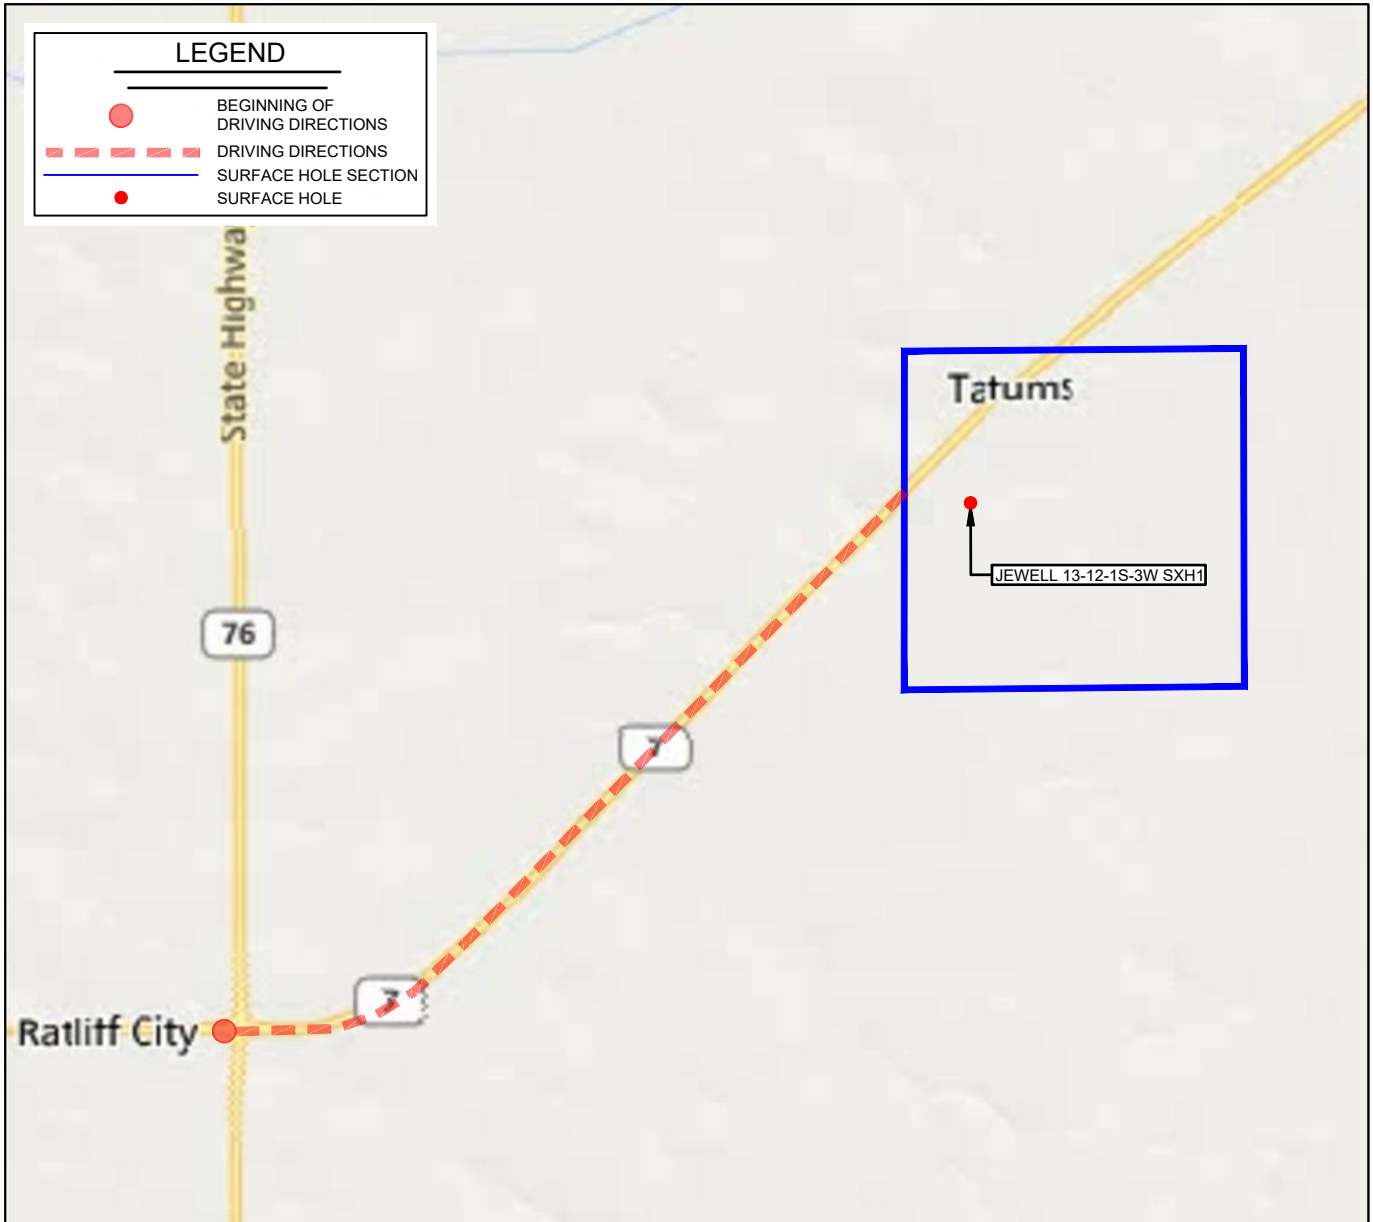 LEGEND
BEGINNING OF
DRIVING DIRECTIONS
DRIVING DIRECTIONS
SURFACE HOLE SECTION
SURFACE HOLE
State Highwa
Tatums
JEWELL 13-12-1S-3W SXH1
76
7
Ratliff City